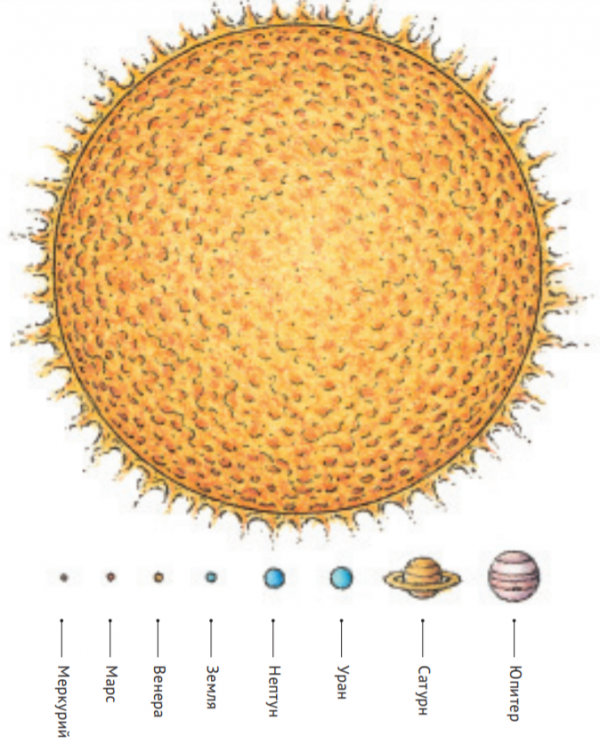 Меркурий
Марс
Венера
Земля
Нептун
Уран
Сатурн
Юпитер